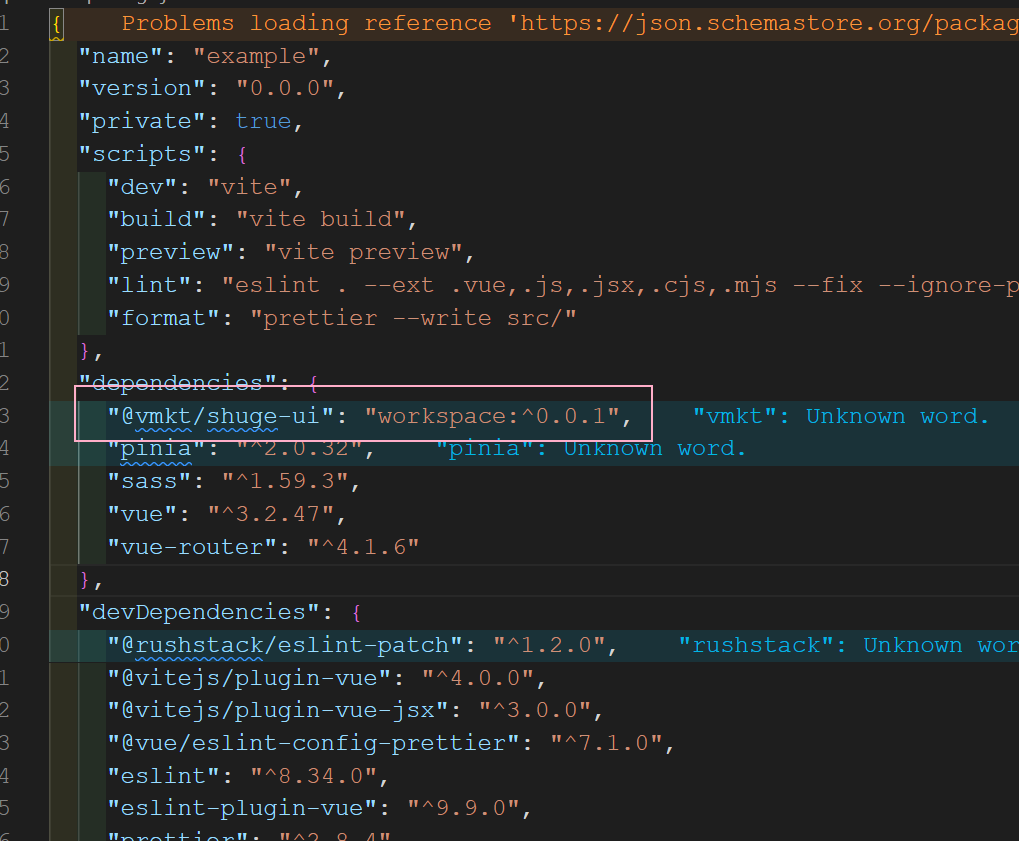 1 { Problems loading reference 'https://json.schemastore.org/packag
2 "name": "example",
3 "version": "0.0.0",
4 "private": true,
5 "scripts": {
6 "dev": "vite",
7 "build": "vite build",
8 "preview": "vite preview",
9 "lint": "eslint . --ext .vue,.js,.jsx,.cjs,.mjs --fix --ignore-p
0 "format": "prettier --write src/"
1 },
2 "dependencies": {
3 "@vmkt/shuge-ui": "workspace:^0.0.1", "vmkt": Unknown word.
4 "pinia": "^2.0.32", "pinia": Unknown word.
5 "sass": "^1.59.3",
6 "vue": "^3.2.47",
7 "vue-router": "^4.1.6"
8 },
9 "devDependencies": {
0 "@rushstack/eslint-patch": "^1.2.0", "rushstack": Unknown wor
1 "@vitejs/plugin-vue": "^4.0.0",
2 "@vitejs/plugin-vue-jsx": "^3.0.0",
3 "@vue/eslint-config-prettier": "^7.1.0",
4 "eslint": "^8.34.0",
5 "eslint-plugin-vue": "^9.9.0",
6 "prettier": "^2.8.4"